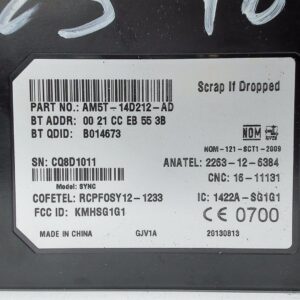 Scrap If Dropped
PART NO: AM5T-14D212-AD
BT ADDR: 00 21 CC EB 55 3B
BT QDID: B014673
NOM
NOM-121-SCT1-2009
SN: CQ8D1011
ANATEL: 2263-12-6384
Model: SYNC
CNC: 16-11131
COFETEL: RCPFOSY12-1233
IC: 1422A-SG1G1
FCC ID: KMHSG1G1
CE 0700
MADE IN CHINA
GJV1A
20130813